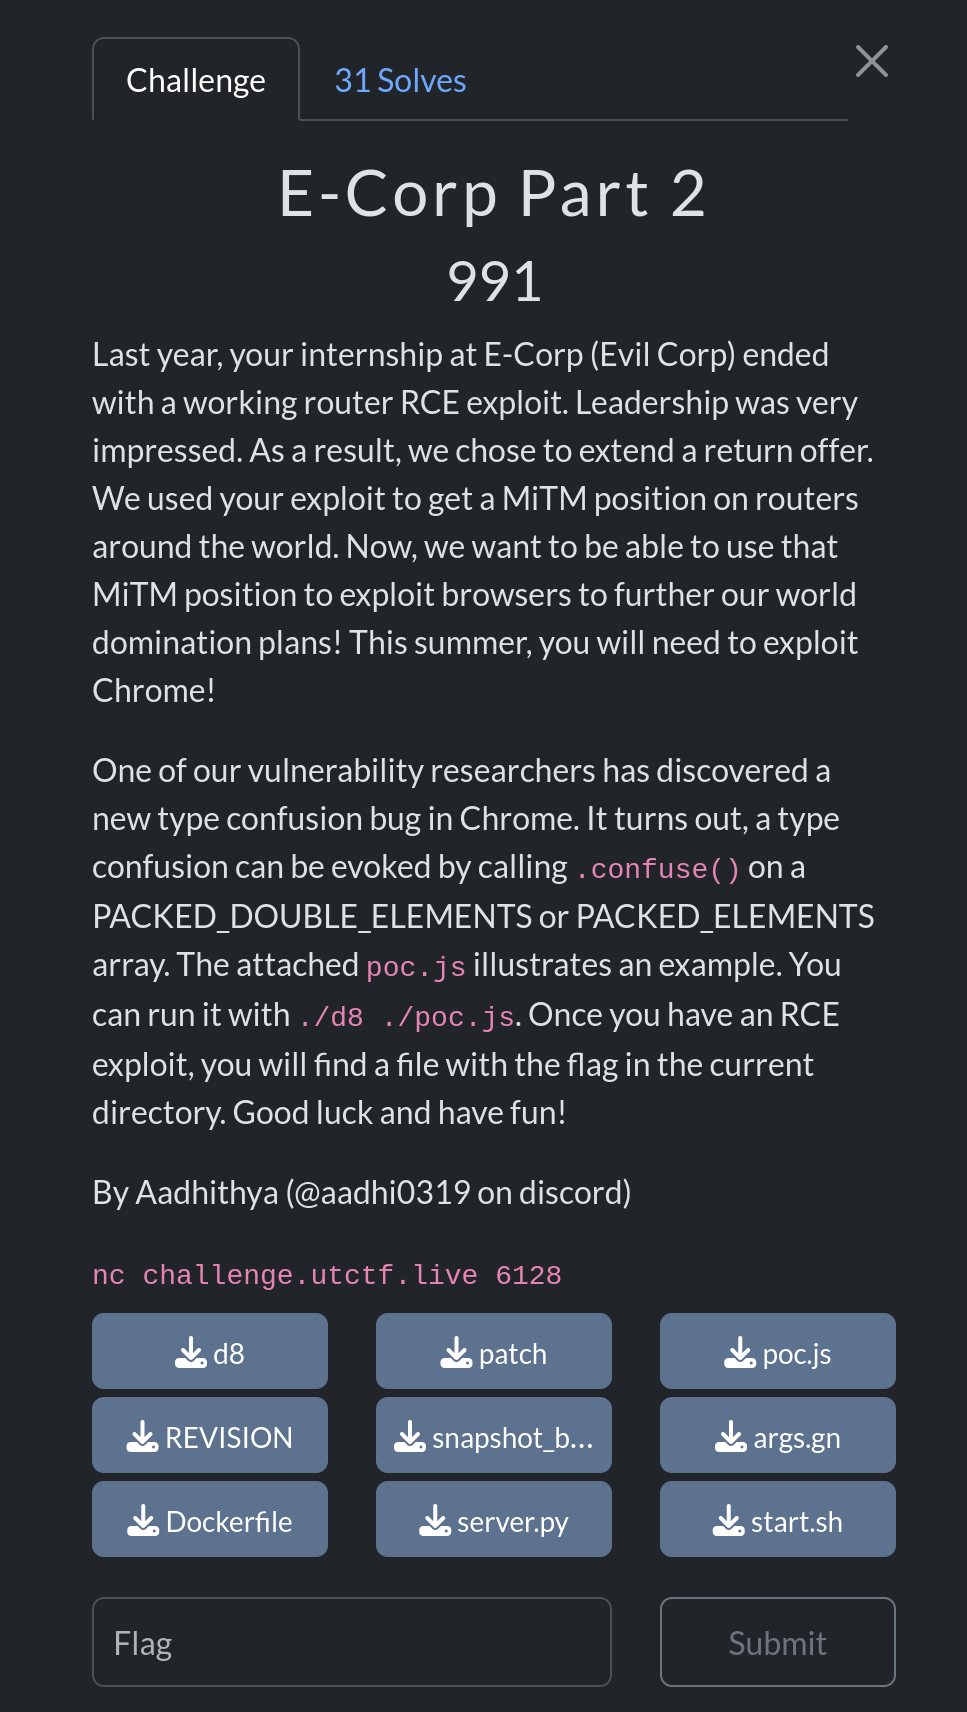 Challenge
31 Solves
E-Corp Part 2
991
Last year, your internship at E-Corp (Evil Corp) ended
with a working router RCE exploit. Leadership was very
impressed. As a result, we chose to extend a return offer.
We used your exploit to get a MiTM position on routers
around the world. Now, we want to be able to use that
MiTM position to exploit browsers to further our world
domination plans! This summer, you will need to exploit
Chrome!
One of our vulnerability researchers has discovered a
new type confusion bug in Chrome. It turns out, a type
confusion can be evoked by calling .confuse() on a
PACKED_DOUBLE_ELEMENTS or PACKED_ELEMENTS
array. The attached poc.js illustrates an example. You
can run it with ./d8 ./poc.js. Once you have an RCE
exploit, you will find a file with the flag in the current
directory. Good luck and have fun!
By Aadhithya (@aadhi0319 on discord)
nc challenge.utctf.live 6128
d8
patch
poc.js
REVISION
snapshot_b...
args.gn
Dockerfile
server.py
start.sh
Flag
Submit